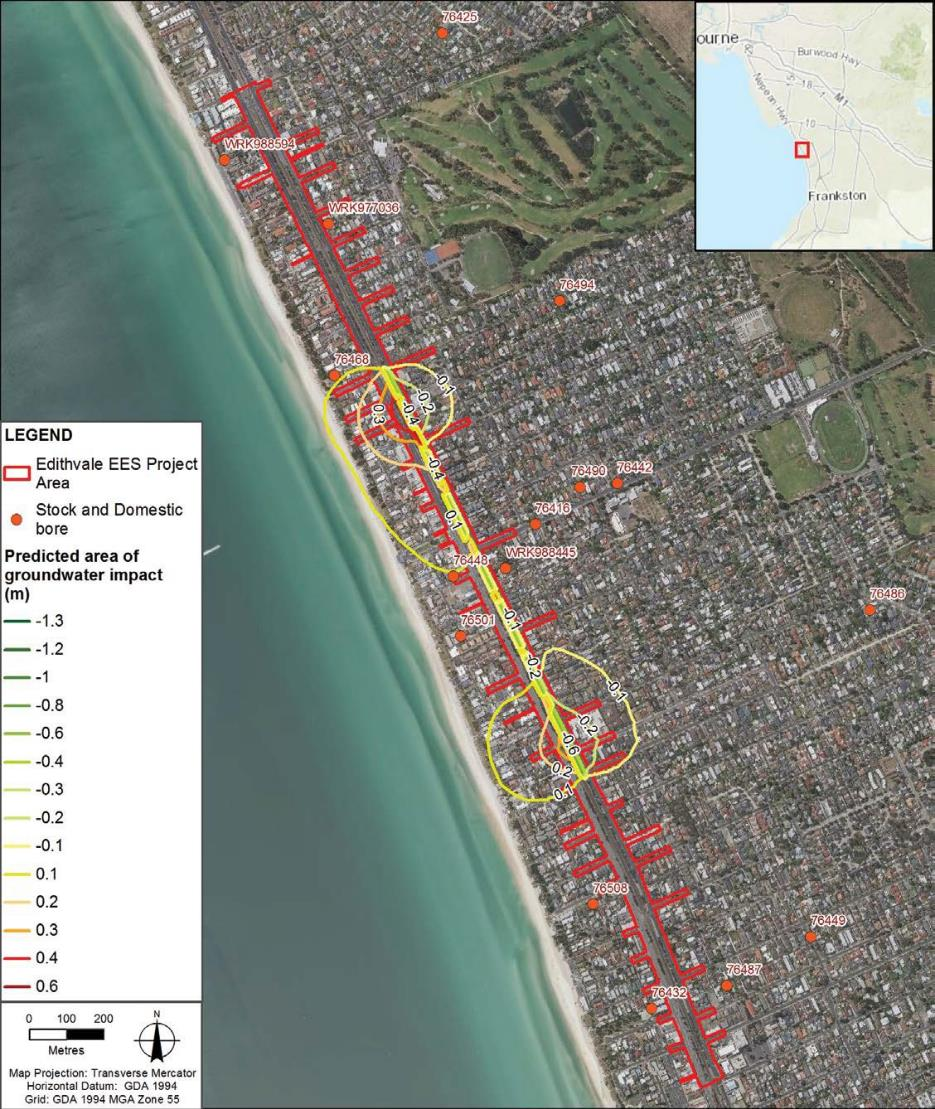 76425
ourne
Burwood Hwy
Nepean Hwy
15
18
1
M1
10
Frankston
WRK988594
WRK977036
76494
76468
-0.1
-0.2
0.3
-0.4
-0.4
0.1
76490
76442
76416
WRK988445
76448
76486
-0.1
76501
-0.2
-0.1
-0.2
-0.6
0.2
0.1
76508
76449
76487
76432
LEGEND
Edithvale EES Project
Area
Stock and Domestic
bore
Predicted area of
groundwater impact
(m)
-1.3
-1.2
-1
-0.8
-0.6
-0.4
-0.3
-0.2
-0.1
0.1
0.2
0.3
0.4
0.6
0 100 200
Metres
N
Map Projection: Transverse Mercator
Horizontal Datum: GDA 1994
Grid: GDA 1994 MGA Zone 55